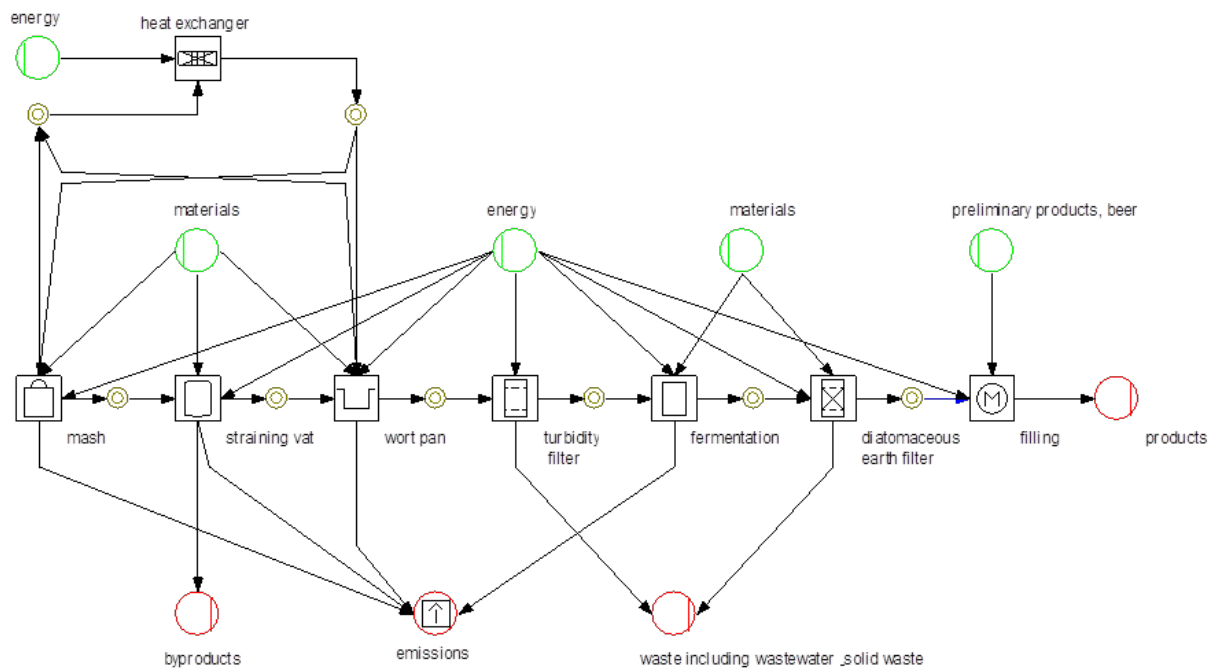 energy
heat exchanger
materials
energy
materials
preliminary products, beer
M
mash
straining vat
wort pan
turbidity
filter
fermentation
diatomaceous
earth filter
filling
products
byproducts
emissions
waste including wastewater ,solid waste